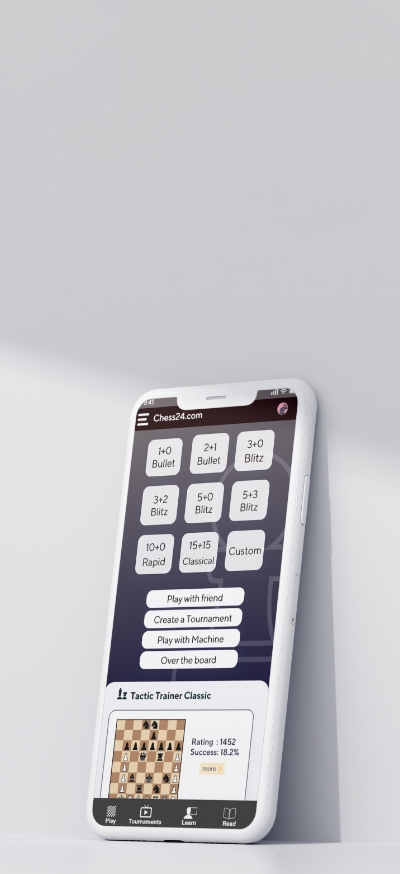 9:41
Chess24.com
1+0 Bullet
2+1 Bullet
3+0 Blitz
3+2 Blitz
5+0 Blitz
5+3 Blitz
10+0 Rapid
15+15 Classical
Custom
Play with friend
Create a Tournament
Play with Machine
Over the board
Tactic Trainer Classic
Rating : 1452
Success: 18.2%
more
Play
Tournaments
Learn
Read